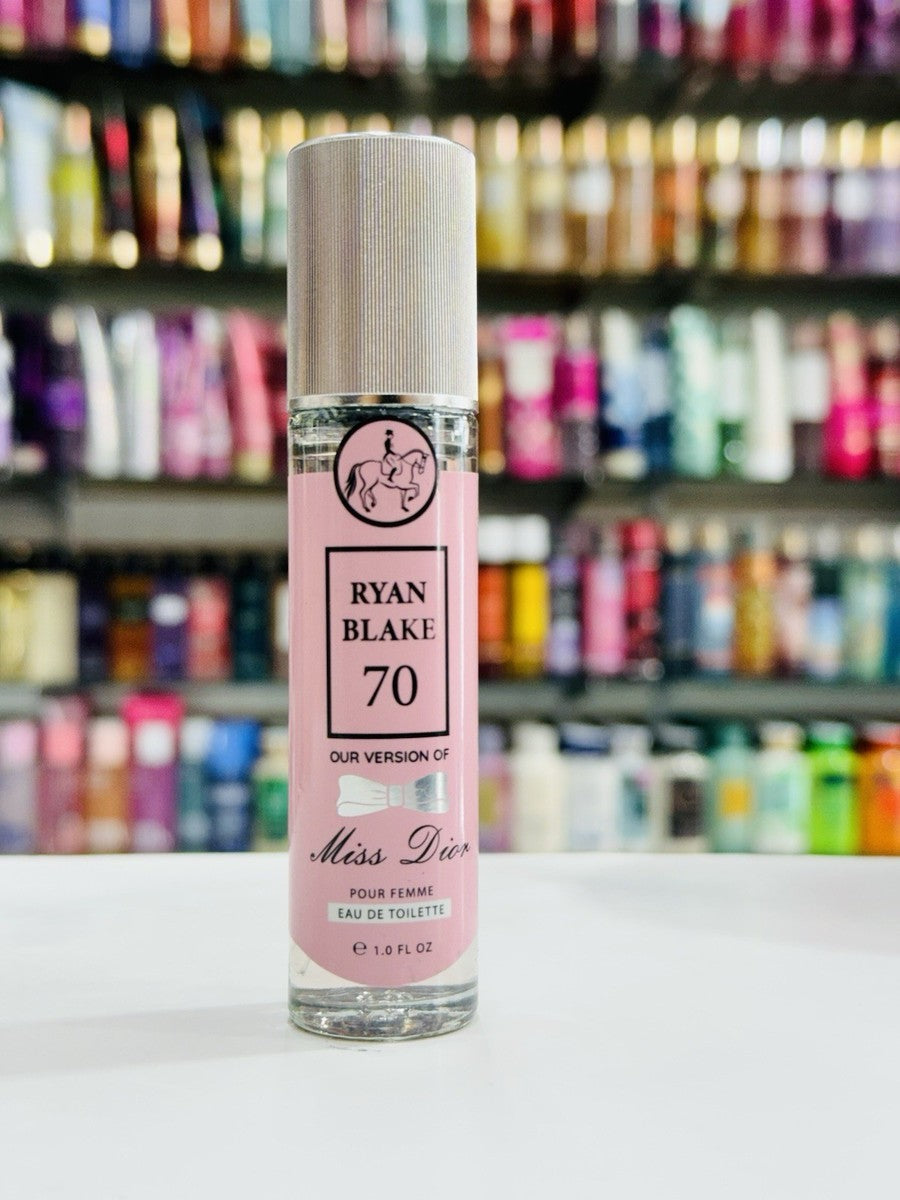 RYAN
BLAKE
70
OUR VERSION OF
Miss Dior
POUR FEMME
EAU DE TOILETTE
℮ 1.0 FL OZ